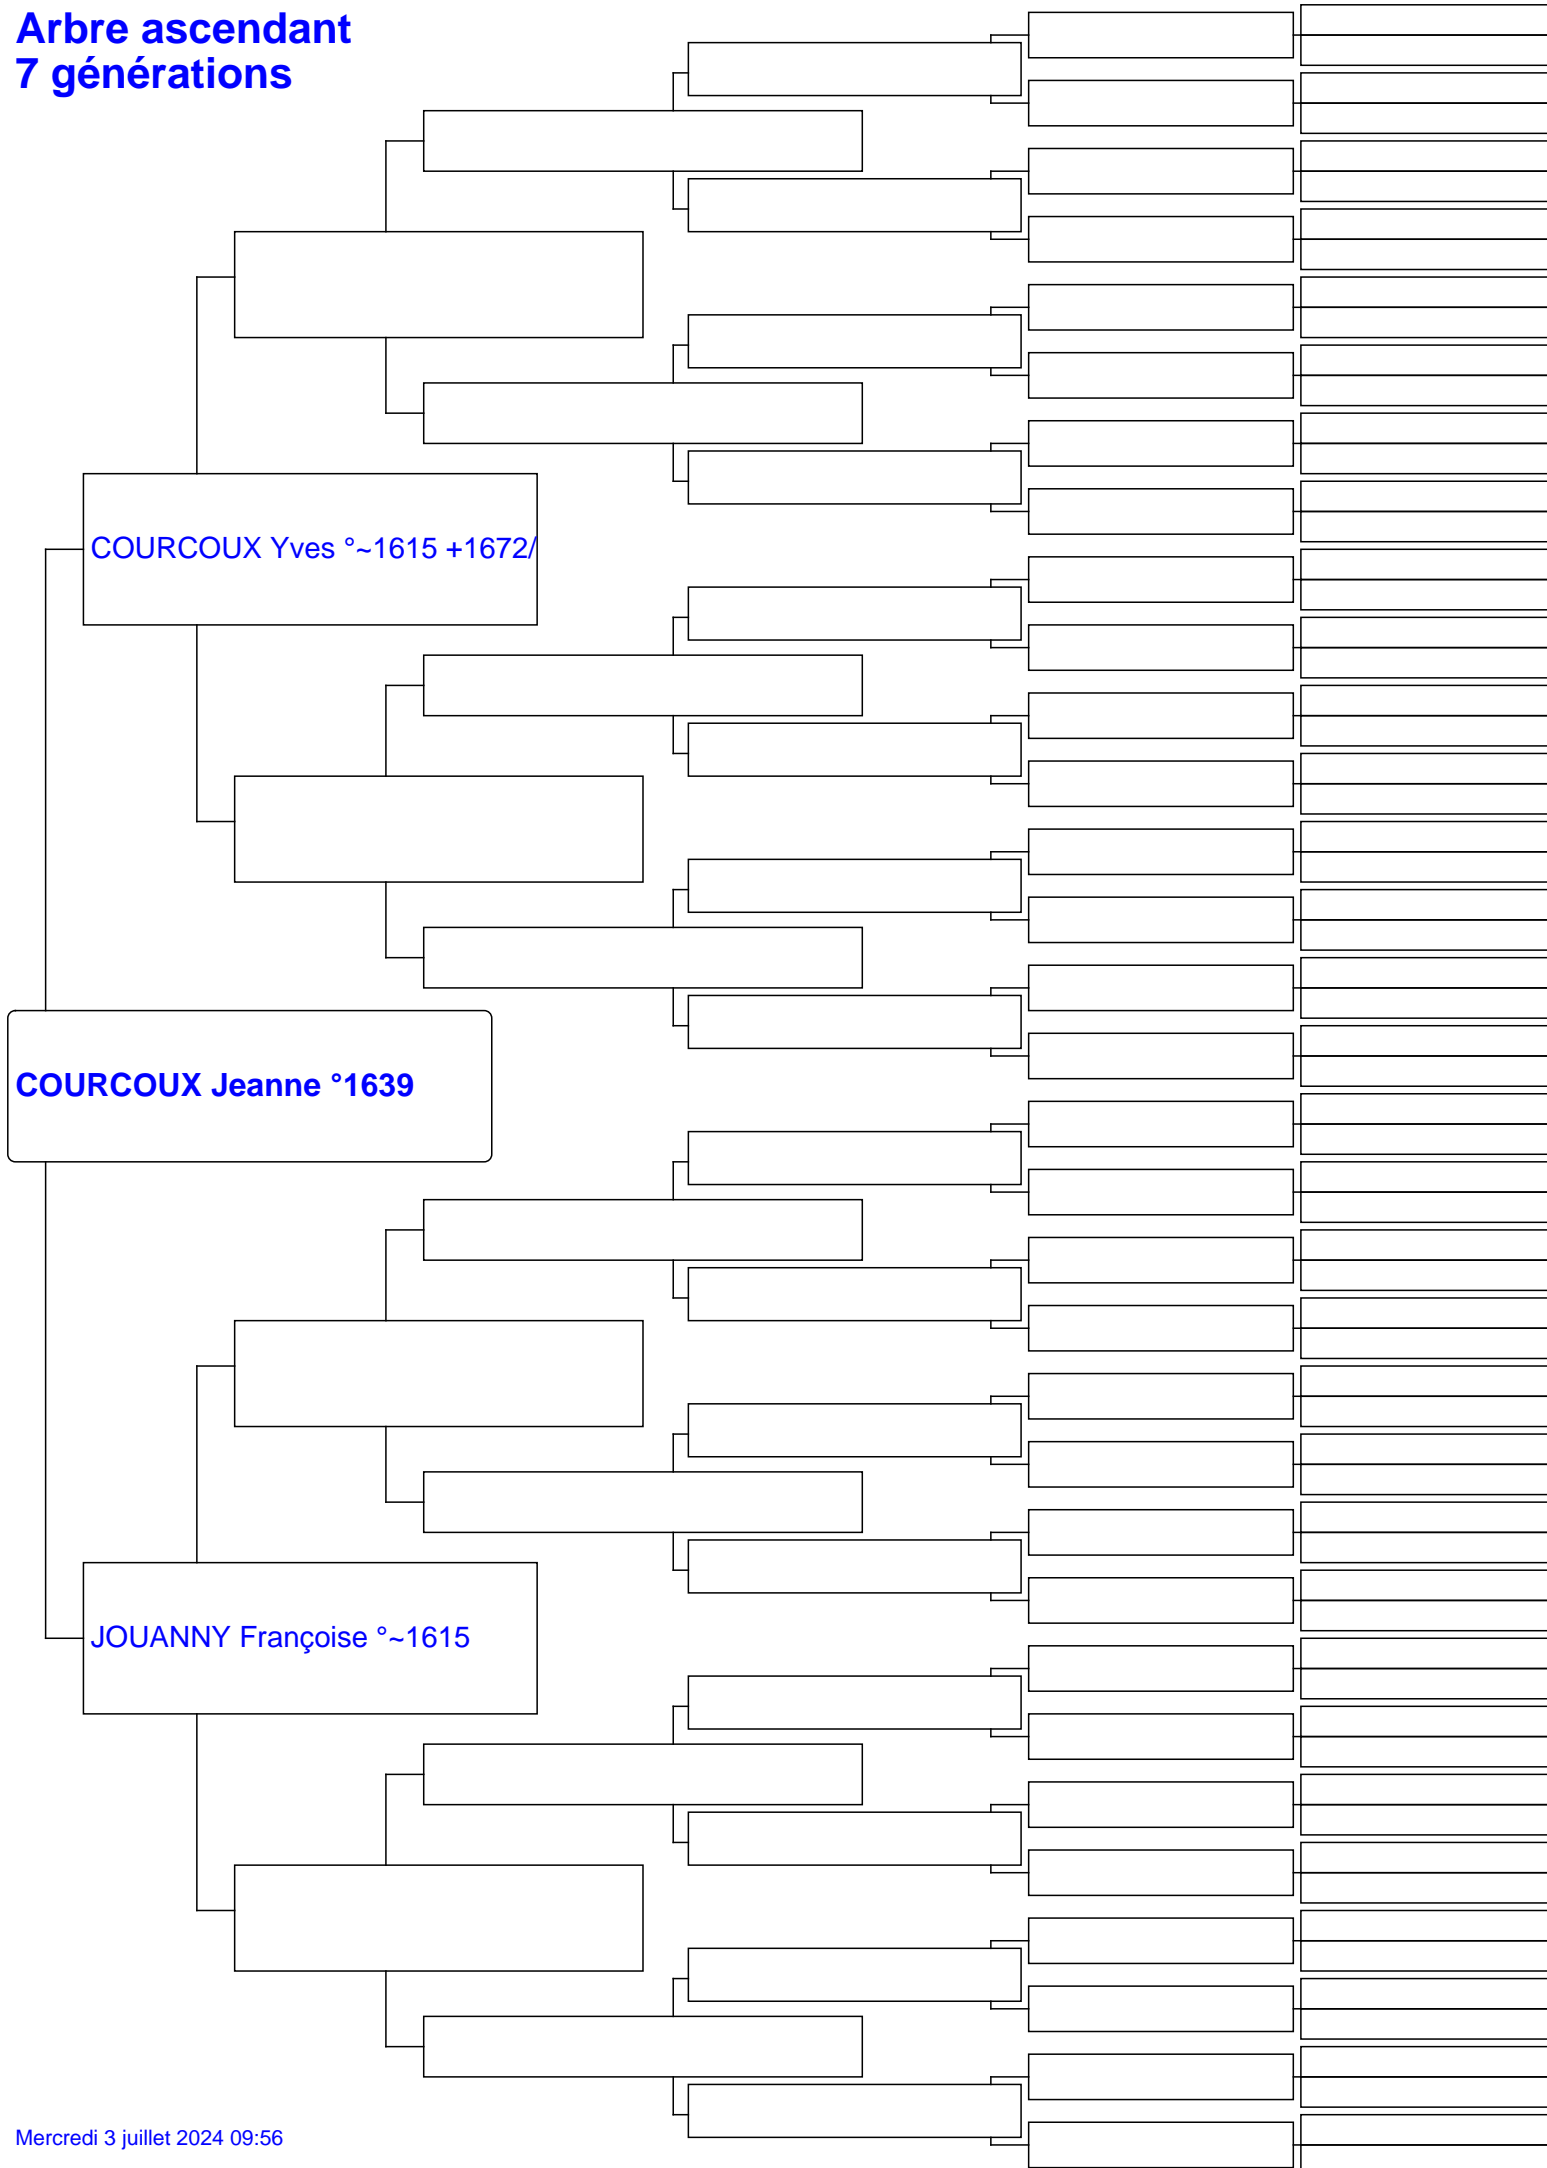 Arbre ascendant
7 générations
COURCOUX Yves °~1615 +1672/
COURCOUX Jeanne °1639
JOUANNY Françoise °~1615
Mercredi 3 juillet 2024 09:56